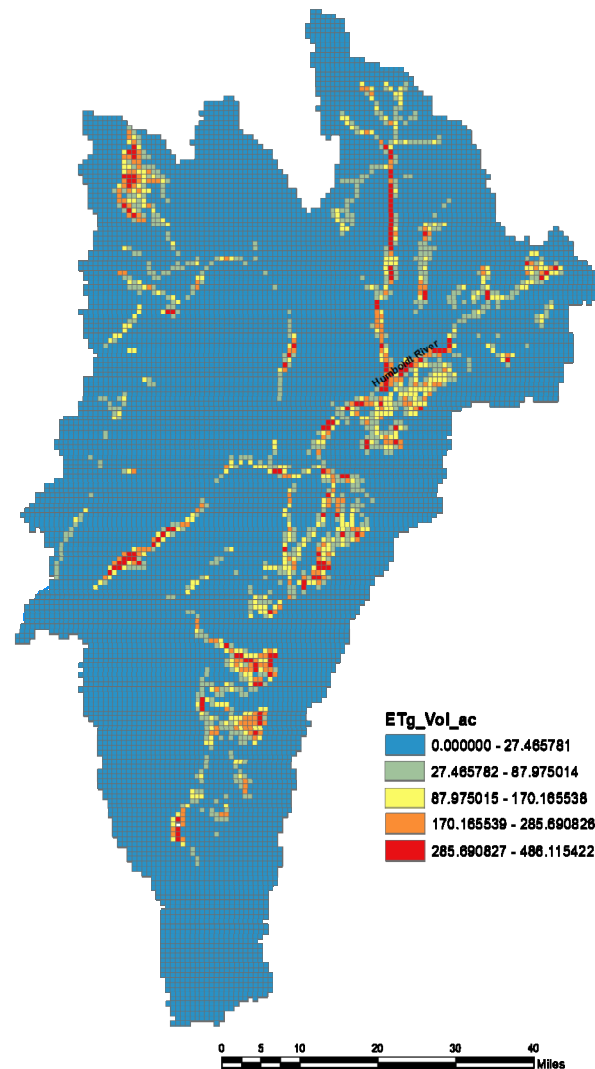 Humboldt River
ETg_Vol_ac
0.000000 - 27.465781
27.465782 - 87.975014
87.975015 - 170.165538
170.165539 - 285.690826
285.690827 - 486.115422
0 5 10 20 30 40
Miles